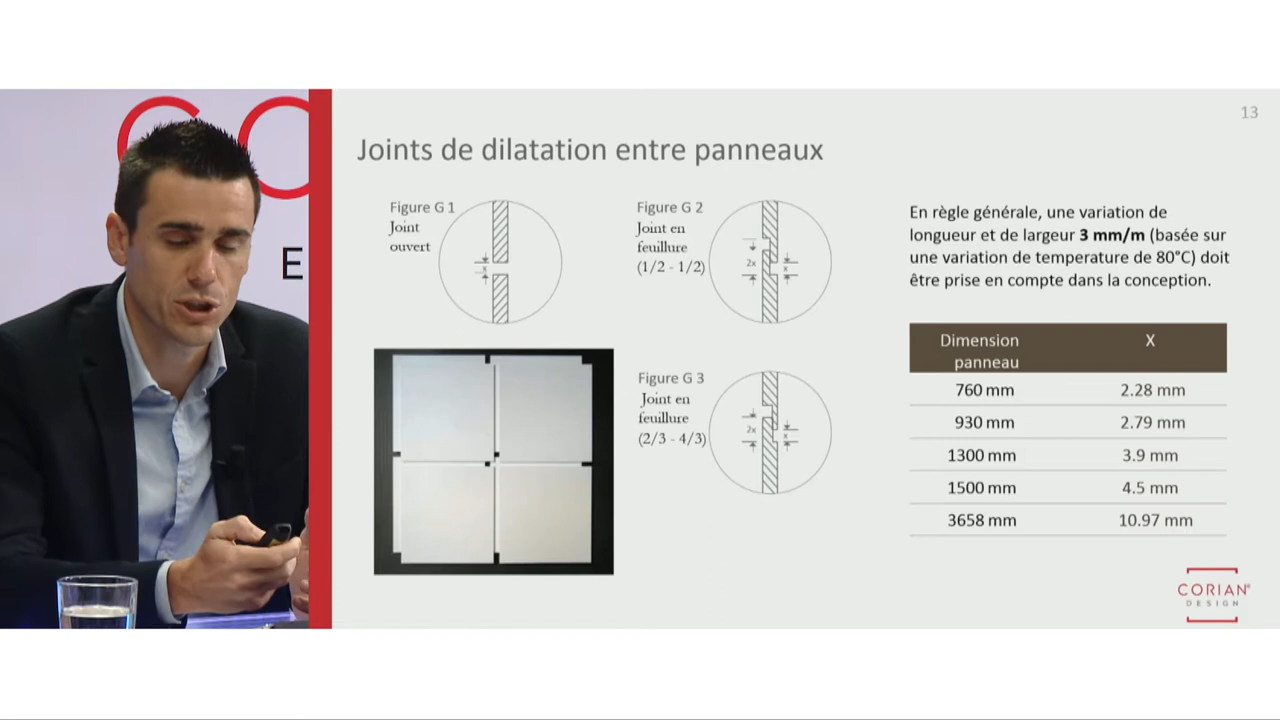 CO
E
13
Joints de dilatation entre panneaux
Figure G 1
Joint
ouvert
x
Figure G 2
Joint en
feuillure
(1/2 - 1/2)
2x
x
Figure G 3
Joint en
feuillure
(2/3 - 4/3)
2x
x
En règle générale, une variation de
longueur et de largeur 3 mm/m (basée sur
une variation de temperature de 80°C) doit
être prise en compte dans la conception.
Dimension panneau X
760 mm 2.28 mm
930 mm 2.79 mm
1300 mm 3.9 mm
1500 mm 4.5 mm
3658 mm 10.97 mm
CORIAN®
DESIGN